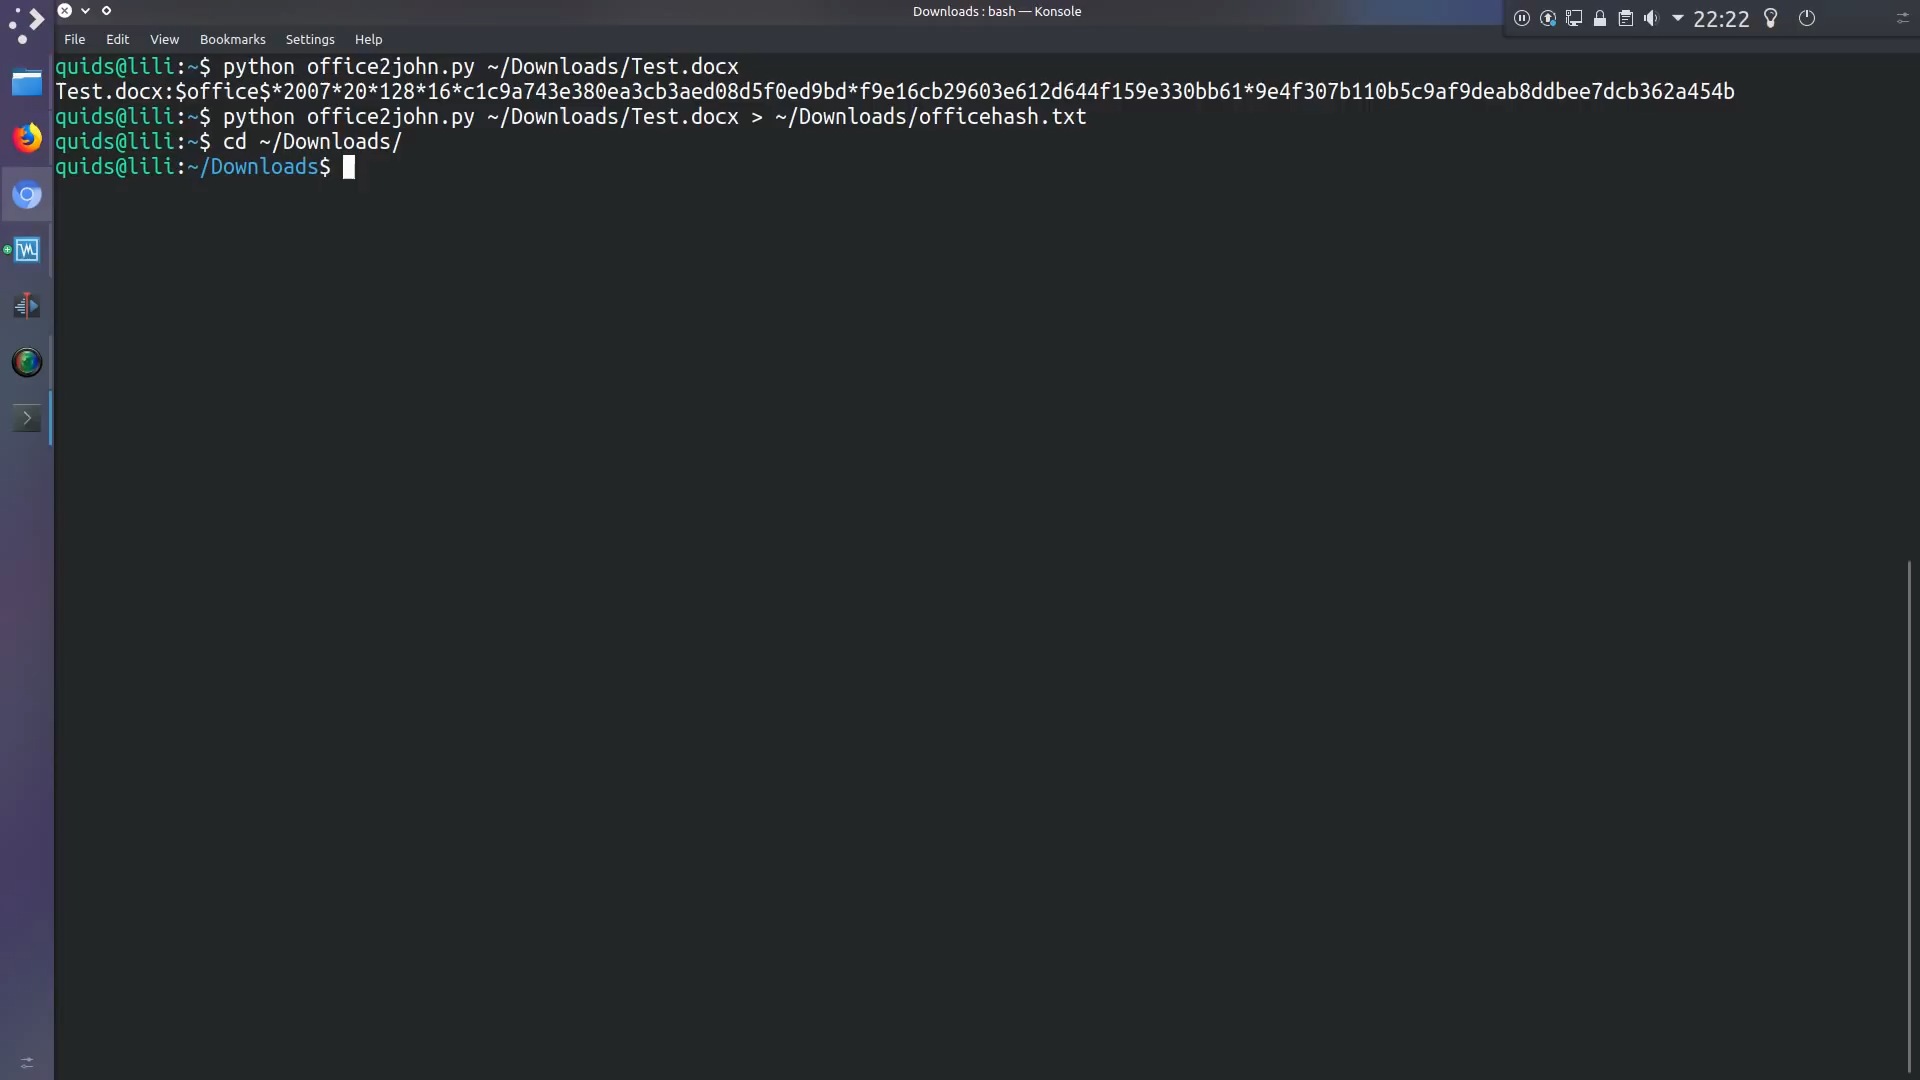 Downloads : bash — Konsole
22:22
File Edit View Bookmarks Settings Help
quids@lili:~$ python office2john.py ~/Downloads/Test.docx
Test.docx:$office$*2007*20*128*16*c1c9a743e380ea3cb3aed08d5f0ed9bd*f9e16cb29603e612d644f159e330bb61*9e4f307b110b5c9af9deab8ddbee7dcb362a454b
quids@lili:~$ python office2john.py ~/Downloads/Test.docx > ~/Downloads/officehash.txt
quids@lili:~$ cd ~/Downloads/
quids@lili:~/Downloads$